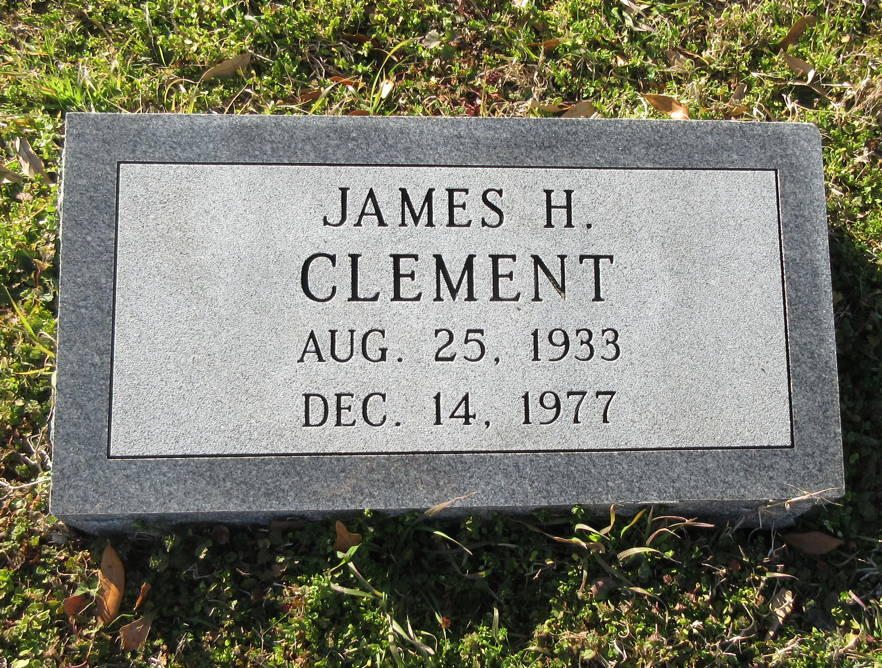 JAMES H.
CLEMENT
AUG. 25, 1933
DEC. 14, 1977